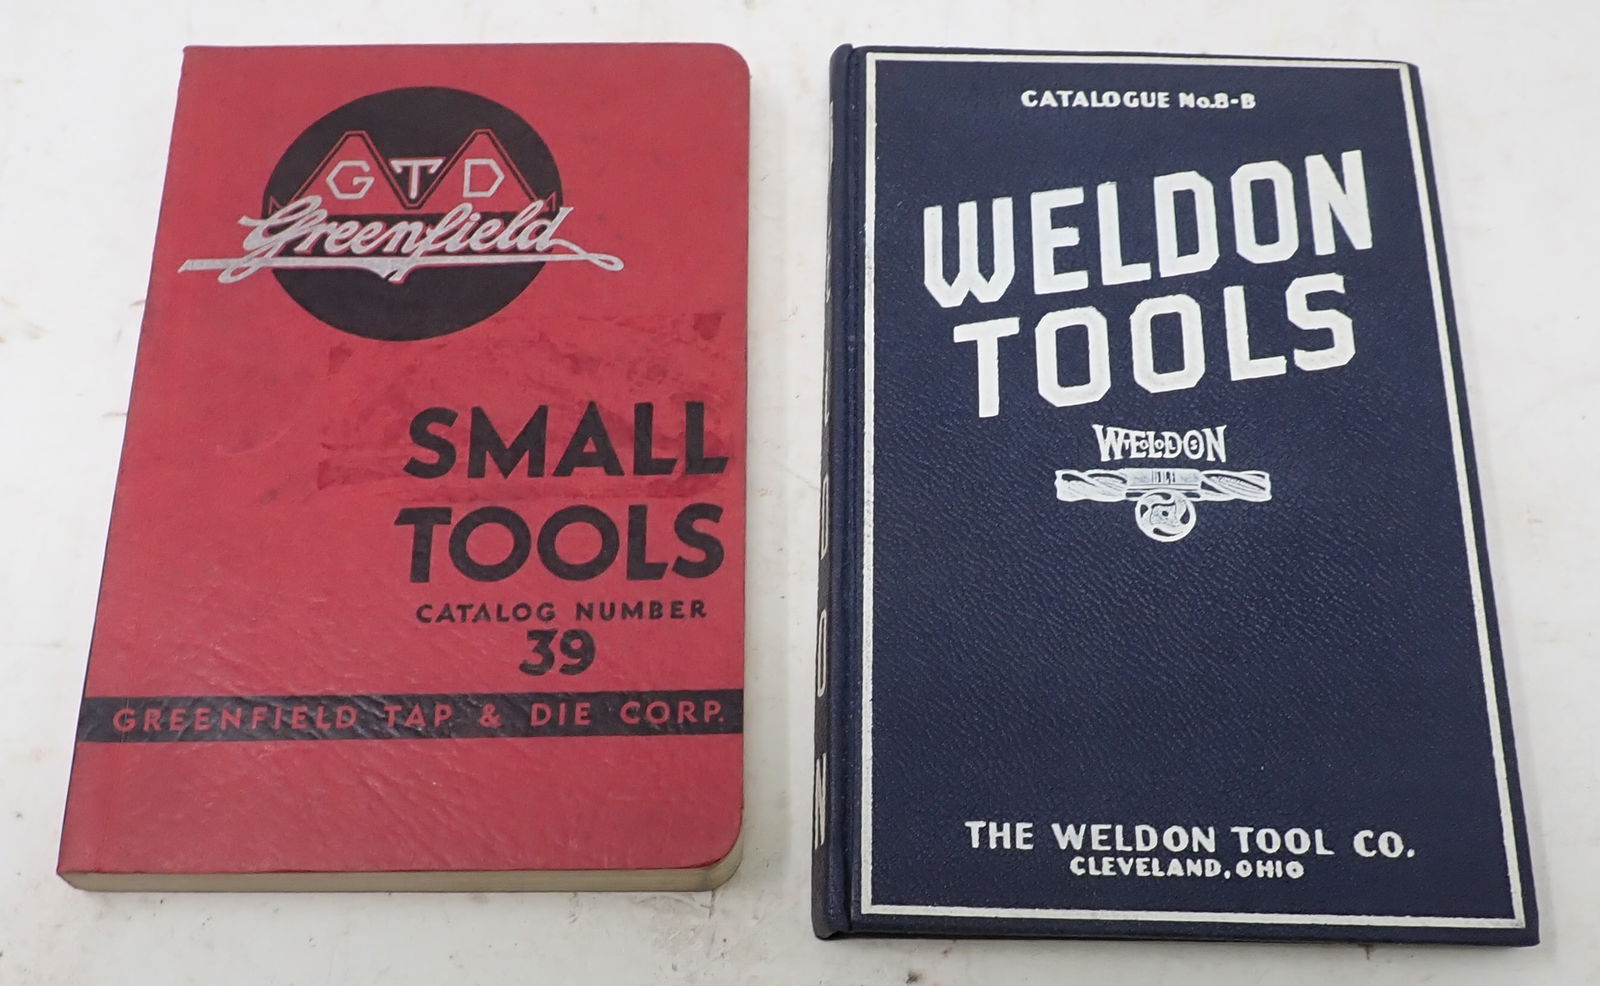 GTD
Greenfield
SMALL
TOOLS
CATALOG NUMBER
39
GREENFIELD TAP & DIE CORP.
CATALOGUE No.8-B
WELDON
TOOLS
WELDON
TOOLS
THE WELDON TOOL CO.
CLEVELAND, OHIO